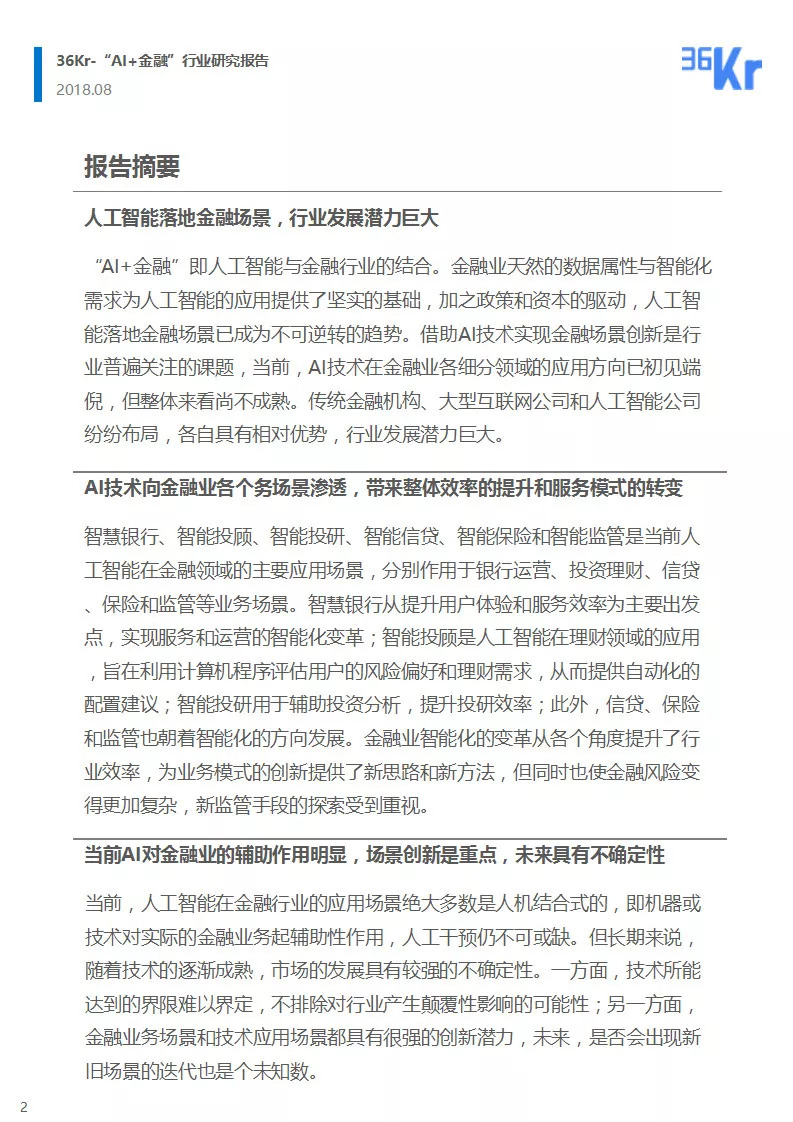 36Kr-“AI+金融”行业研究报告
2018.08
36Kr
报告摘要
人工智能落地金融场景，行业发展潜力巨大
“AI+金融”即人工智能与金融行业的结合。金融业天然的数据属性与智能化
需求为人工智能的应用提供了坚实的基础，加之政策和资本的驱动，人工智
能落地金融场景已成为不可逆转的趋势。借助AI技术实现金融场景创新是行
业普遍关注的课题，当前，AI技术在金融业各细分领域的应用方向已初见端
倪，但整体来看尚不成熟。传统金融机构、大型互联网公司和人工智能公司
纷纷布局，各自具有相对优势，行业发展潜力巨大。
AI技术向金融业各个务场景渗透，带来整体效率的提升和服务模式的转变
智慧银行、智能投顾、智能投研、智能信贷、智能保险和智能监管是当前人
工智能在金融领域的主要应用场景，分别作用于银行运营、投资理财、信贷
、保险和监管等业务场景。智慧银行从提升用户体验和服务效率为主要出发
点，实现服务和运营的智能化变革；智能投顾是人工智能在理财领域的应用
，旨在利用计算机程序评估用户的风险偏好和理财需求，从而提供自动化的
配置建议；智能投研用于辅助投资分析，提升投研效率；此外，信贷、保险
和监管也朝着智能化的方向发展。金融业智能化的变革从各个角度提升了行
业效率，为业务模式的创新提供了新思路和新方法，但同时也使金融风险变
得更加复杂，新监管手段的探索受到重视。
当前AI对金融业的辅助作用明显，场景创新是重点，未来具有不确定性
当前，人工智能在金融行业的应用场景绝大多数是人机结合式的，即机器或
技术对实际的金融业务起辅助性作用，人工干预仍不可或缺。但长期来说，
随着技术的逐渐成熟，市场的发展具有较强的不确定性。一方面，技术所能
达到的界限难以界定，不排除对行业产生颠覆性影响的可能性；另一方面，
金融业务场景和技术应用场景都具有很强的创新潜力，未来，是否会出现新
旧场景的迭代也是个未知数。
2